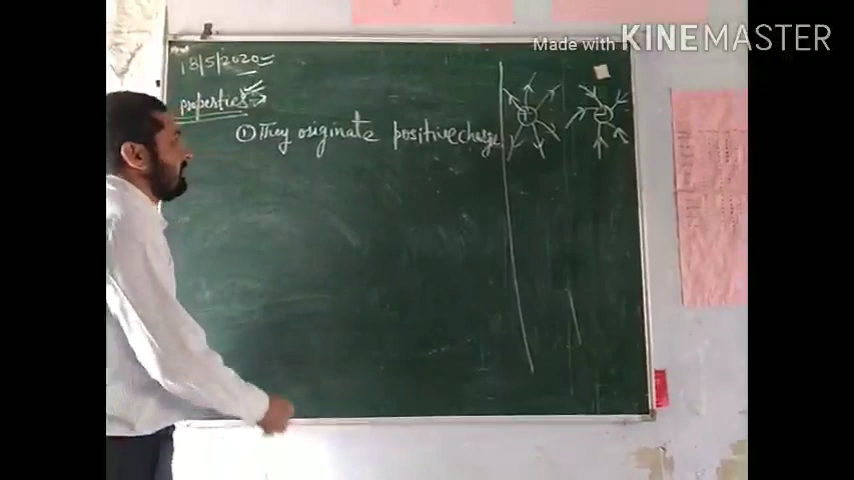 Made with KINEMASTER
18/5/2020
properties
① They originate positive charge
+
-